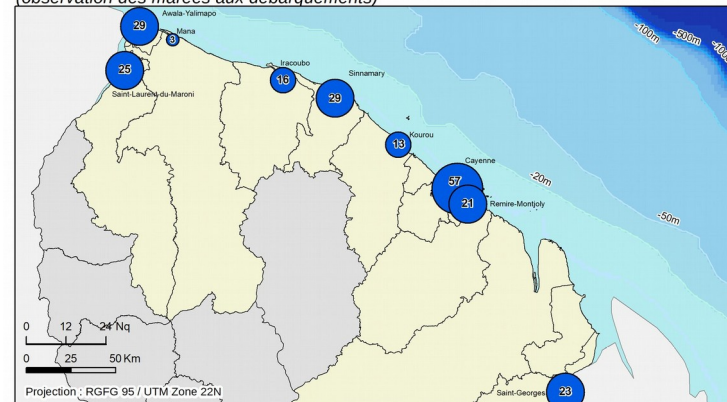 (observation des marées aux débarquements)
Awala-Yalimapo
29
Mana
3
-100m
-500m
-100
25
Iracoubo
16
Sinnamary
29
Saint-Laurent-du-Maroni
Kourou
13
Cayenne
57
-20m
21
Remire-Montjoly
-50m
0 12 24 Nq
0 25 50 Km
Projection : RGFG 95 / UTM Zone 22N
Saint-Georges
23